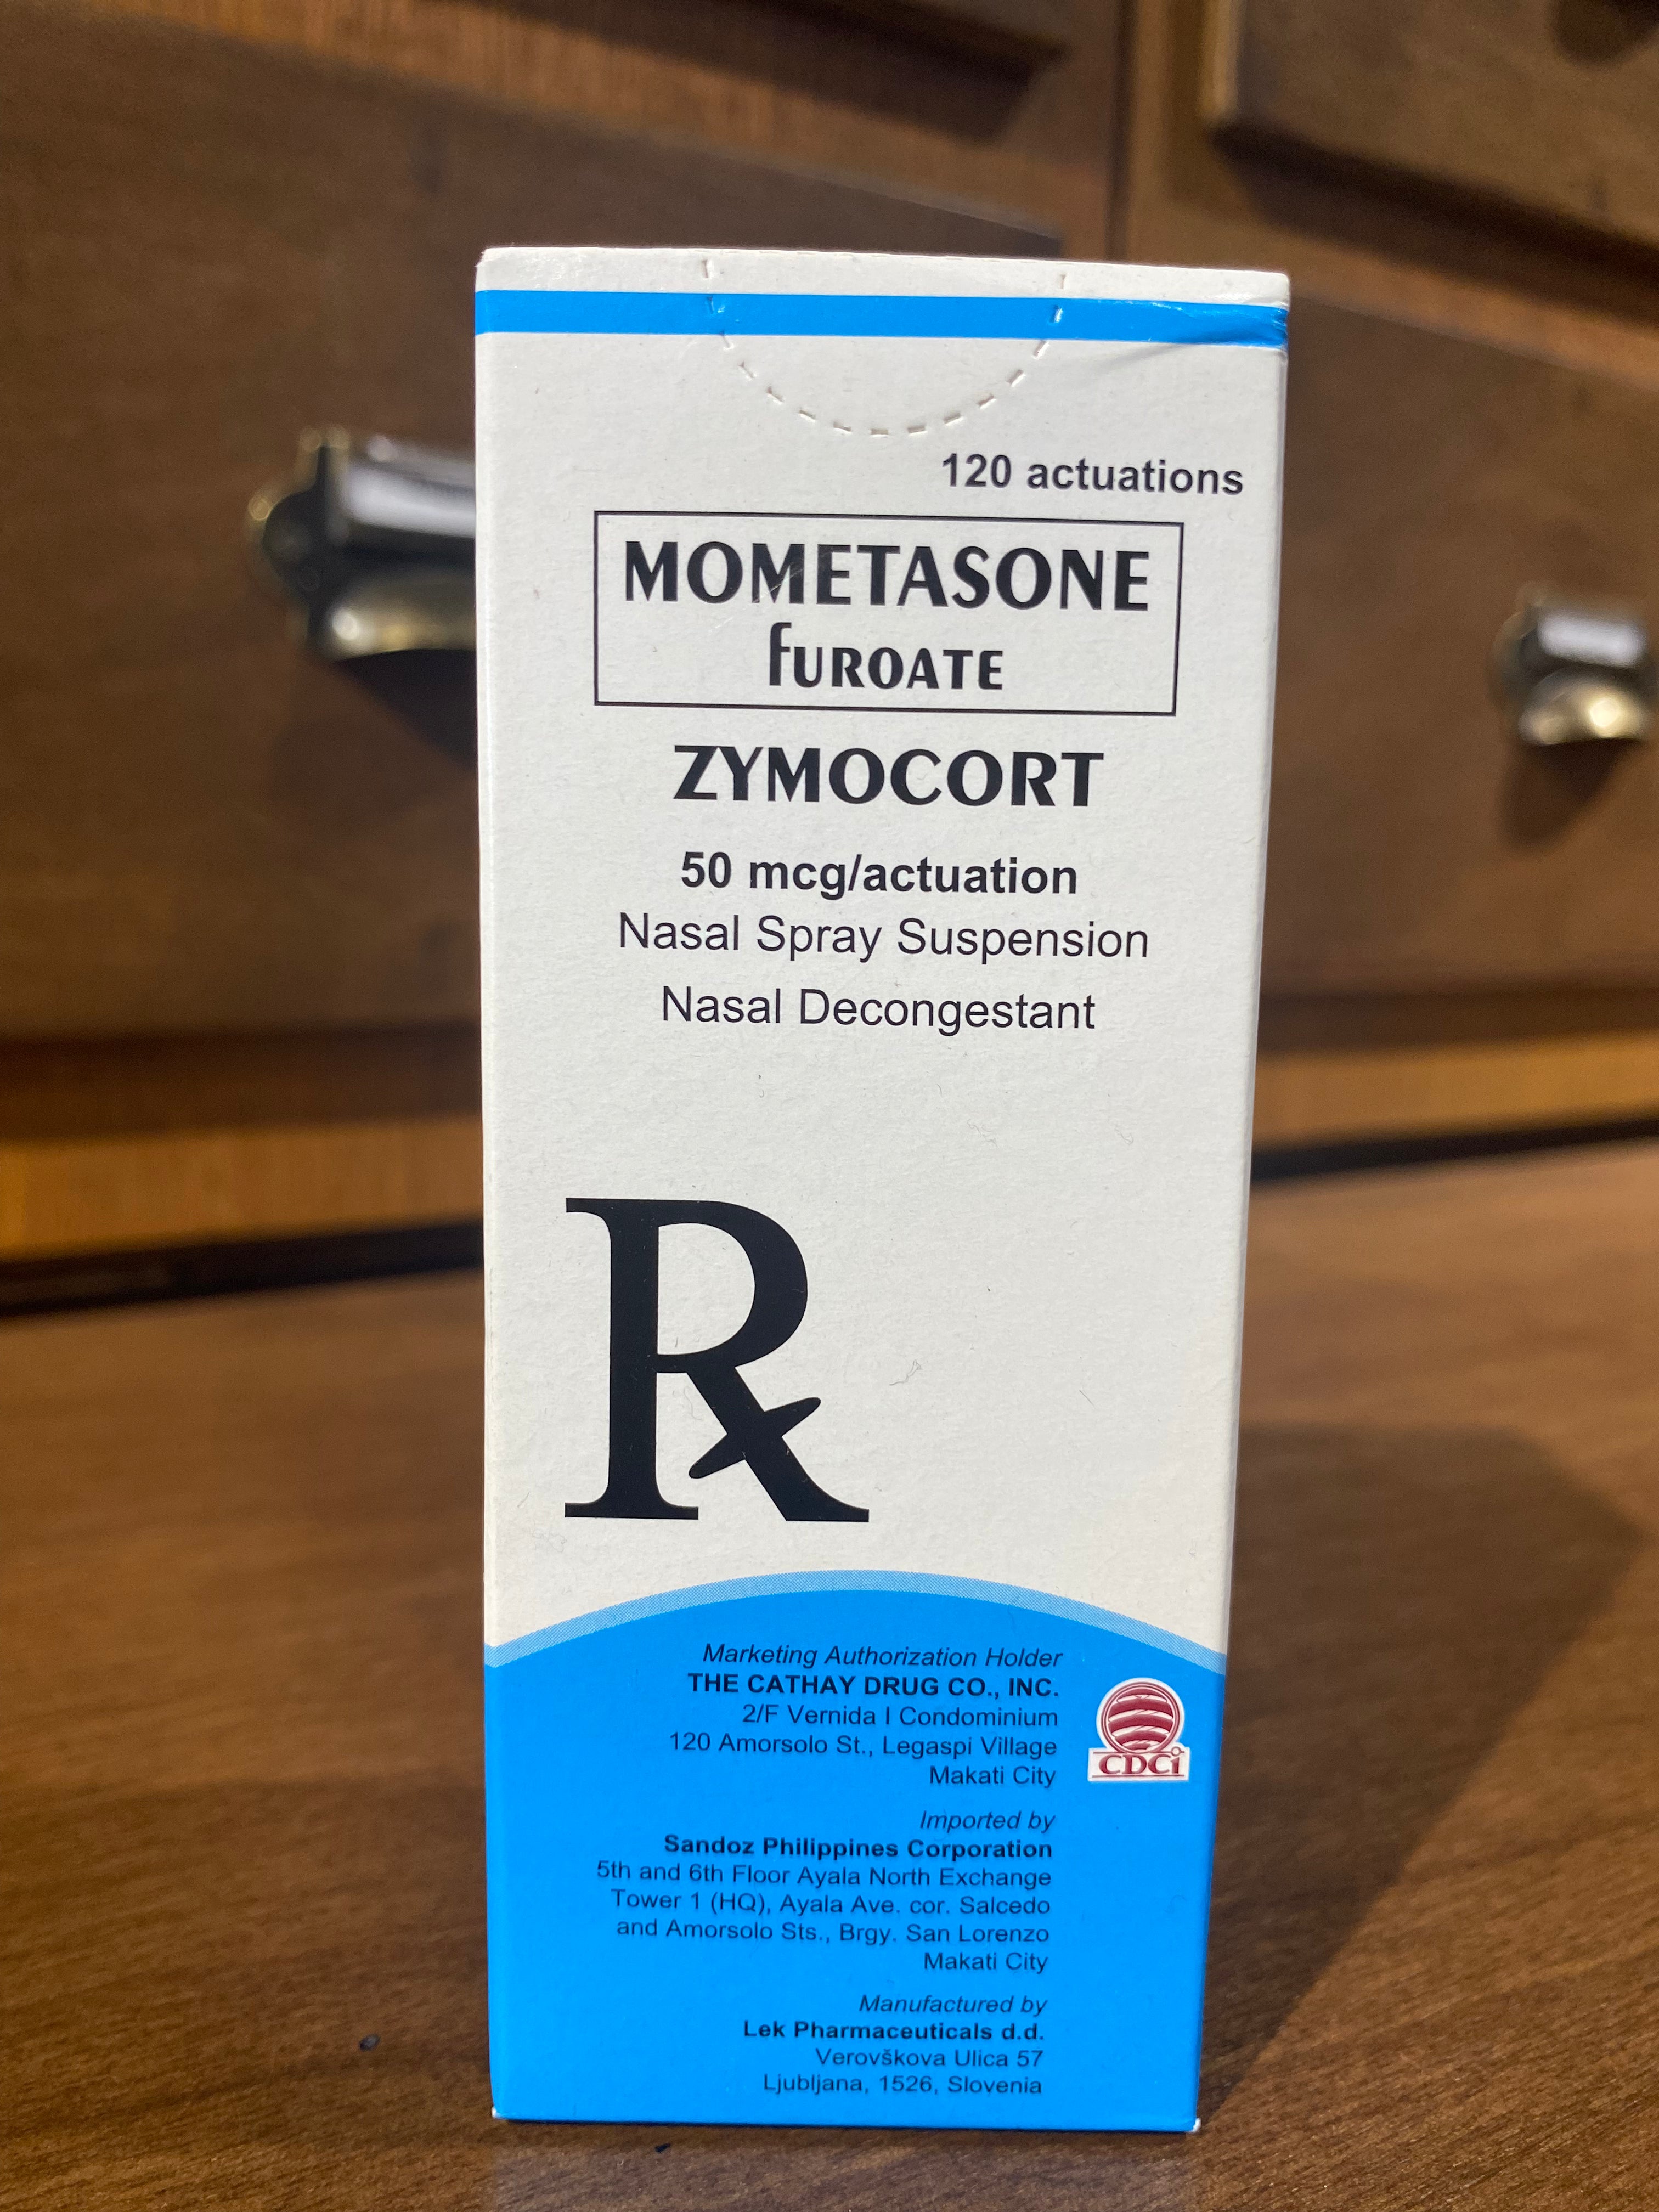 120 actuations
MOMETASONE
fUROATE
ZYMOCORT
50 mcg/actuation
Nasal Spray Suspension
Nasal Decongestant
Rx
Marketing Authorization Holder
THE CATHAY DRUG CO., INC.
2/F Vernida I Condominium
120 Amorsolo St., Legaspi Village
Makati City
CDCi
Imported by
Sandoz Philippines Corporation
5th and 6th Floor Ayala North Exchange
Tower 1 (HQ), Ayala Ave. cor. Salcedo
and Amorsolo Sts., Brgy. San Lorenzo
Makati City
Manufactured by
Lek Pharmaceuticals d.d.
Verovškova Ulica 57
Ljubljana, 1526, Slovenia